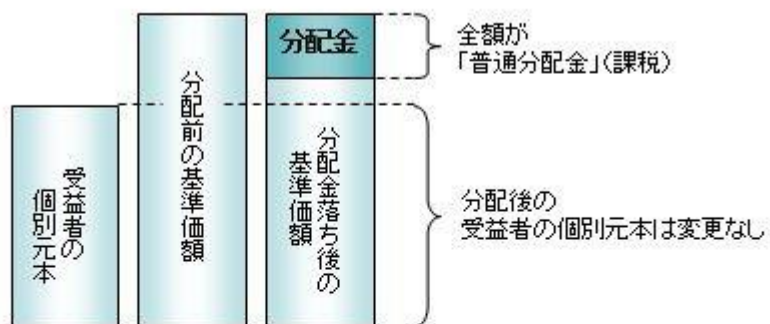 受益者の
個別元本
分配前の基準価額
分配金
分配金落ち後の
基準価額
全額が
「普通分配金」(課税)
分配後の
受益者の個別元本は変更なし